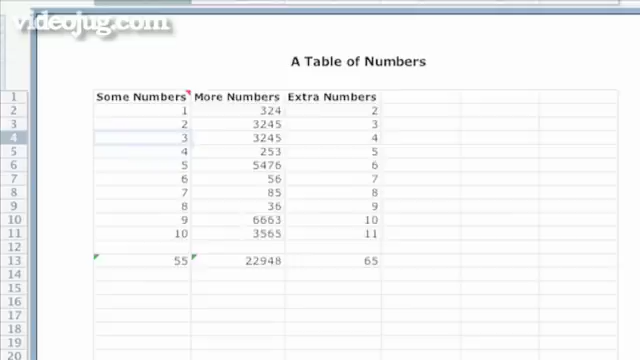 videojug.com
A Table of Numbers
1 Some Numbers More Numbers Extra Numbers
2 1 324 2
3 2 3245 3
4 3 3245 4
5 4 253 5
6 5 5476 6
7 6 56 7
8 7 85 8
9 8 36 9
10 9 6663 10
11 10 3565 11
12
13 55 22948 65
14
15
16
17
18
19
20